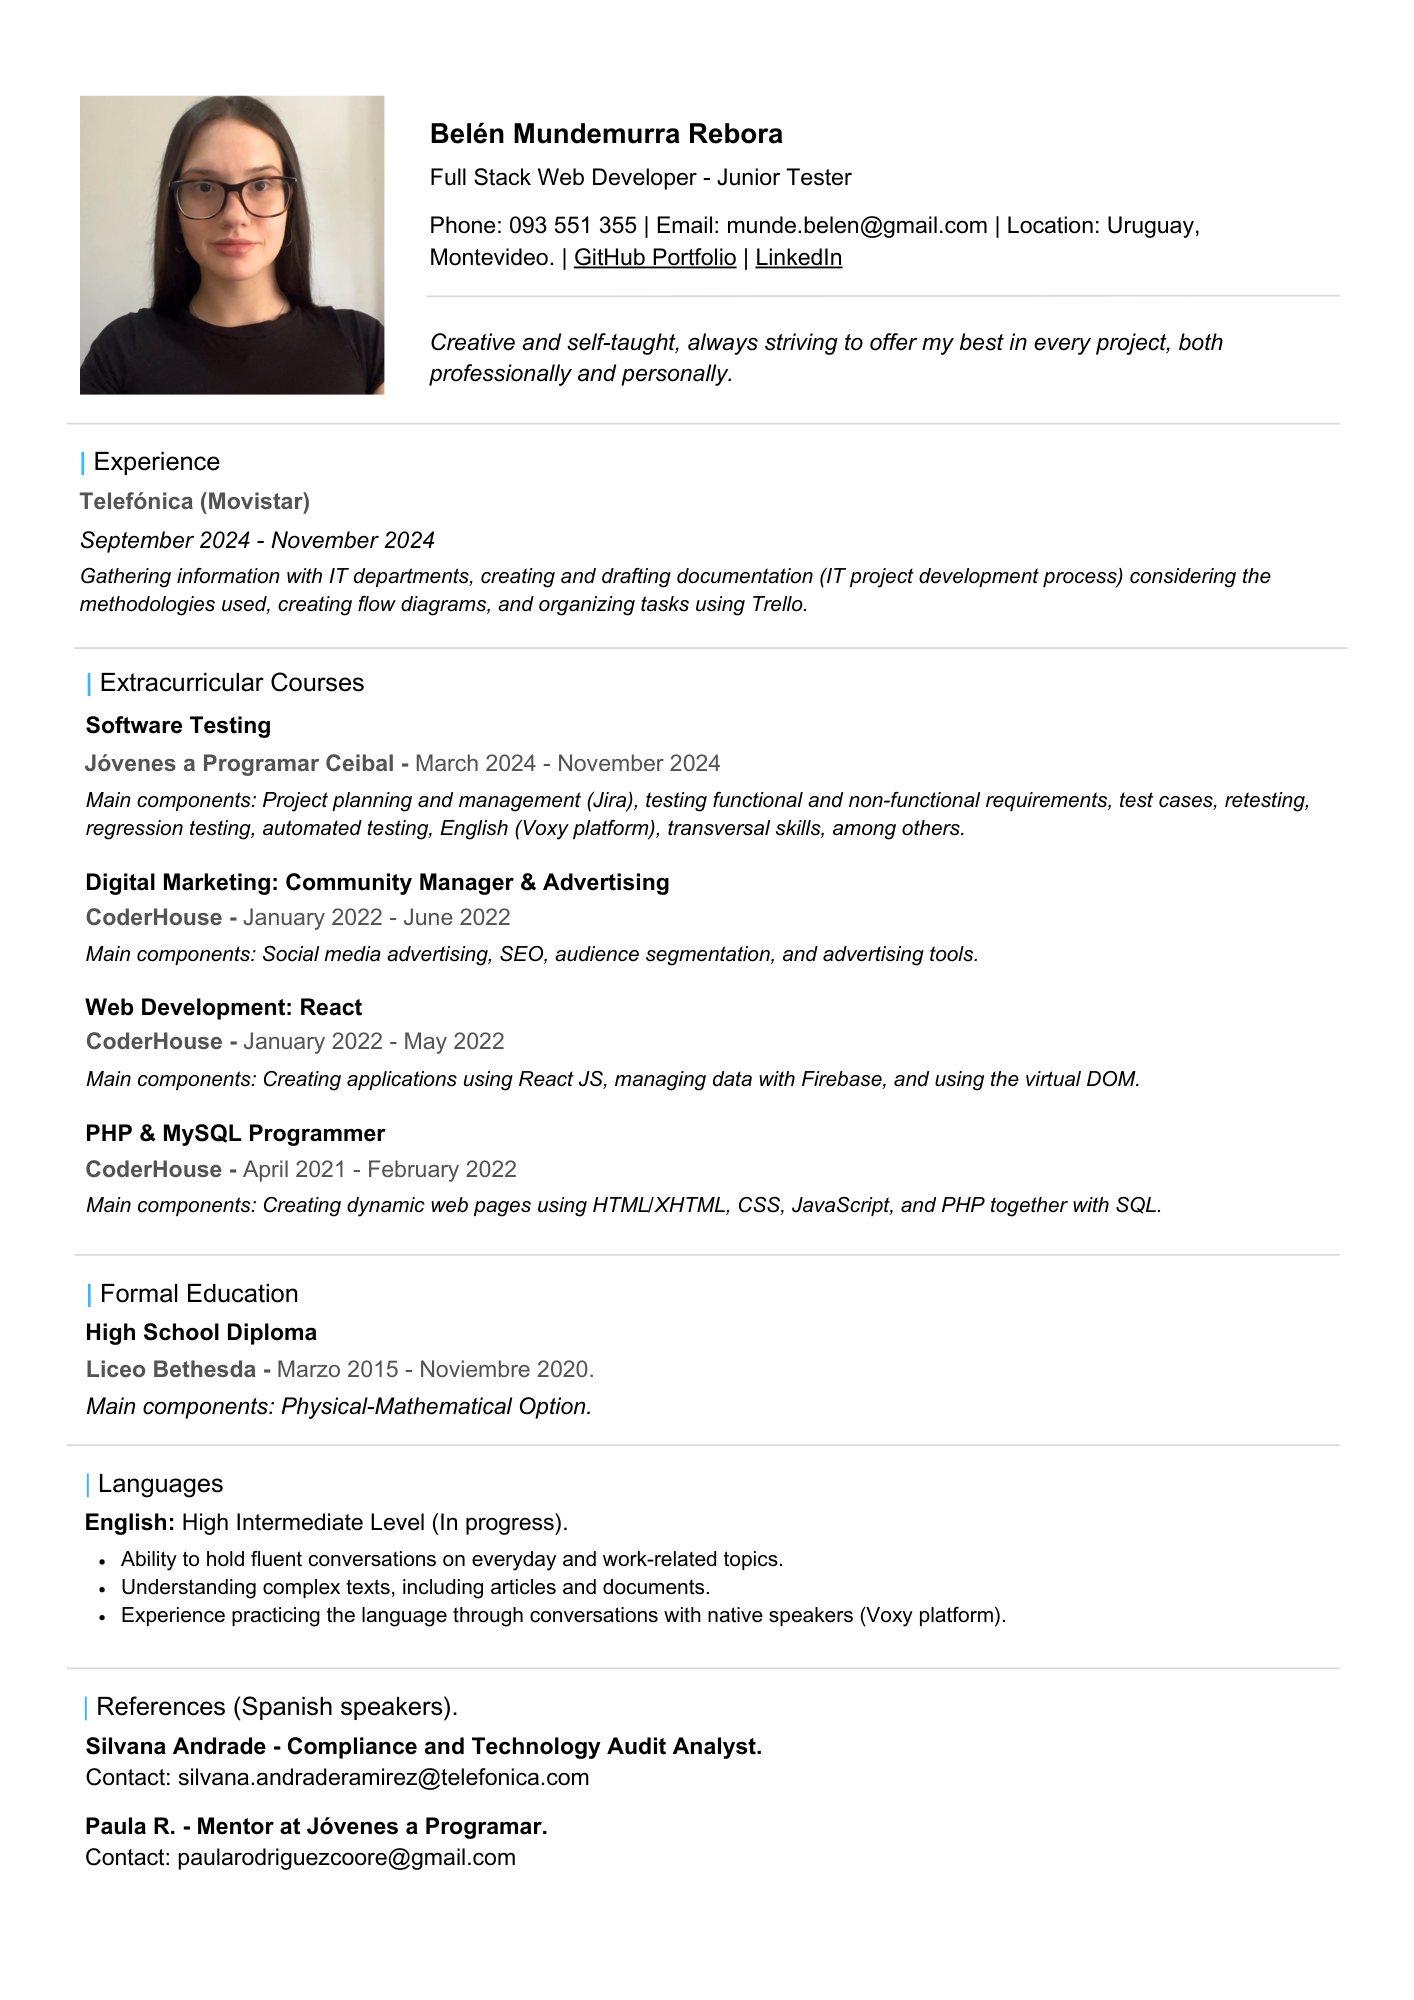 Belén Mundemurra Rebora
Full Stack Web Developer - Junior Tester
Phone: 093 551 355 | Email: munde.belen@gmail.com | Location: Uruguay,
Montevideo. | GitHub Portfolio | LinkedIn
Creative and self-taught, always striving to offer my best in every project, both
professionally and personally.
| Experience
Telefónica (Movistar)
September 2024 - November 2024
Gathering information with IT departments, creating and drafting documentation (IT project development process) considering the
methodologies used, creating flow diagrams, and organizing tasks using Trello.
| Extracurricular Courses
Software Testing
Jóvenes a Programar Ceibal - March 2024 - November 2024
Main components: Project planning and management (Jira), testing functional and non-functional requirements, test cases, retesting,
regression testing, automated testing, English (Voxy platform), transversal skills, among others.
Digital Marketing: Community Manager & Advertising
CoderHouse - January 2022 - June 2022
Main components: Social media advertising, SEO, audience segmentation, and advertising tools.
Web Development: React
CoderHouse - January 2022 - May 2022
Main components: Creating applications using React JS, managing data with Firebase, and using the virtual DOM.
PHP & MySQL Programmer
CoderHouse - April 2021 - February 2022
Main components: Creating dynamic web pages using HTML/XHTML, CSS, JavaScript, and PHP together with SQL.
| Formal Education
High School Diploma
Liceo Bethesda - Marzo 2015 - Noviembre 2020.
Main components: Physical-Mathematical Option.
| Languages
English: High Intermediate Level (In progress).
• Ability to hold fluent conversations on everyday and work-related topics.
• Understanding complex texts, including articles and documents.
• Experience practicing the language through conversations with native speakers (Voxy platform).
| References (Spanish speakers).
Silvana Andrade - Compliance and Technology Audit Analyst.
Contact: silvana.andraderamirez@telefonica.com
Paula R. - Mentor at Jóvenes a Programar.
Contact: paularodriguezcoore@gmail.com